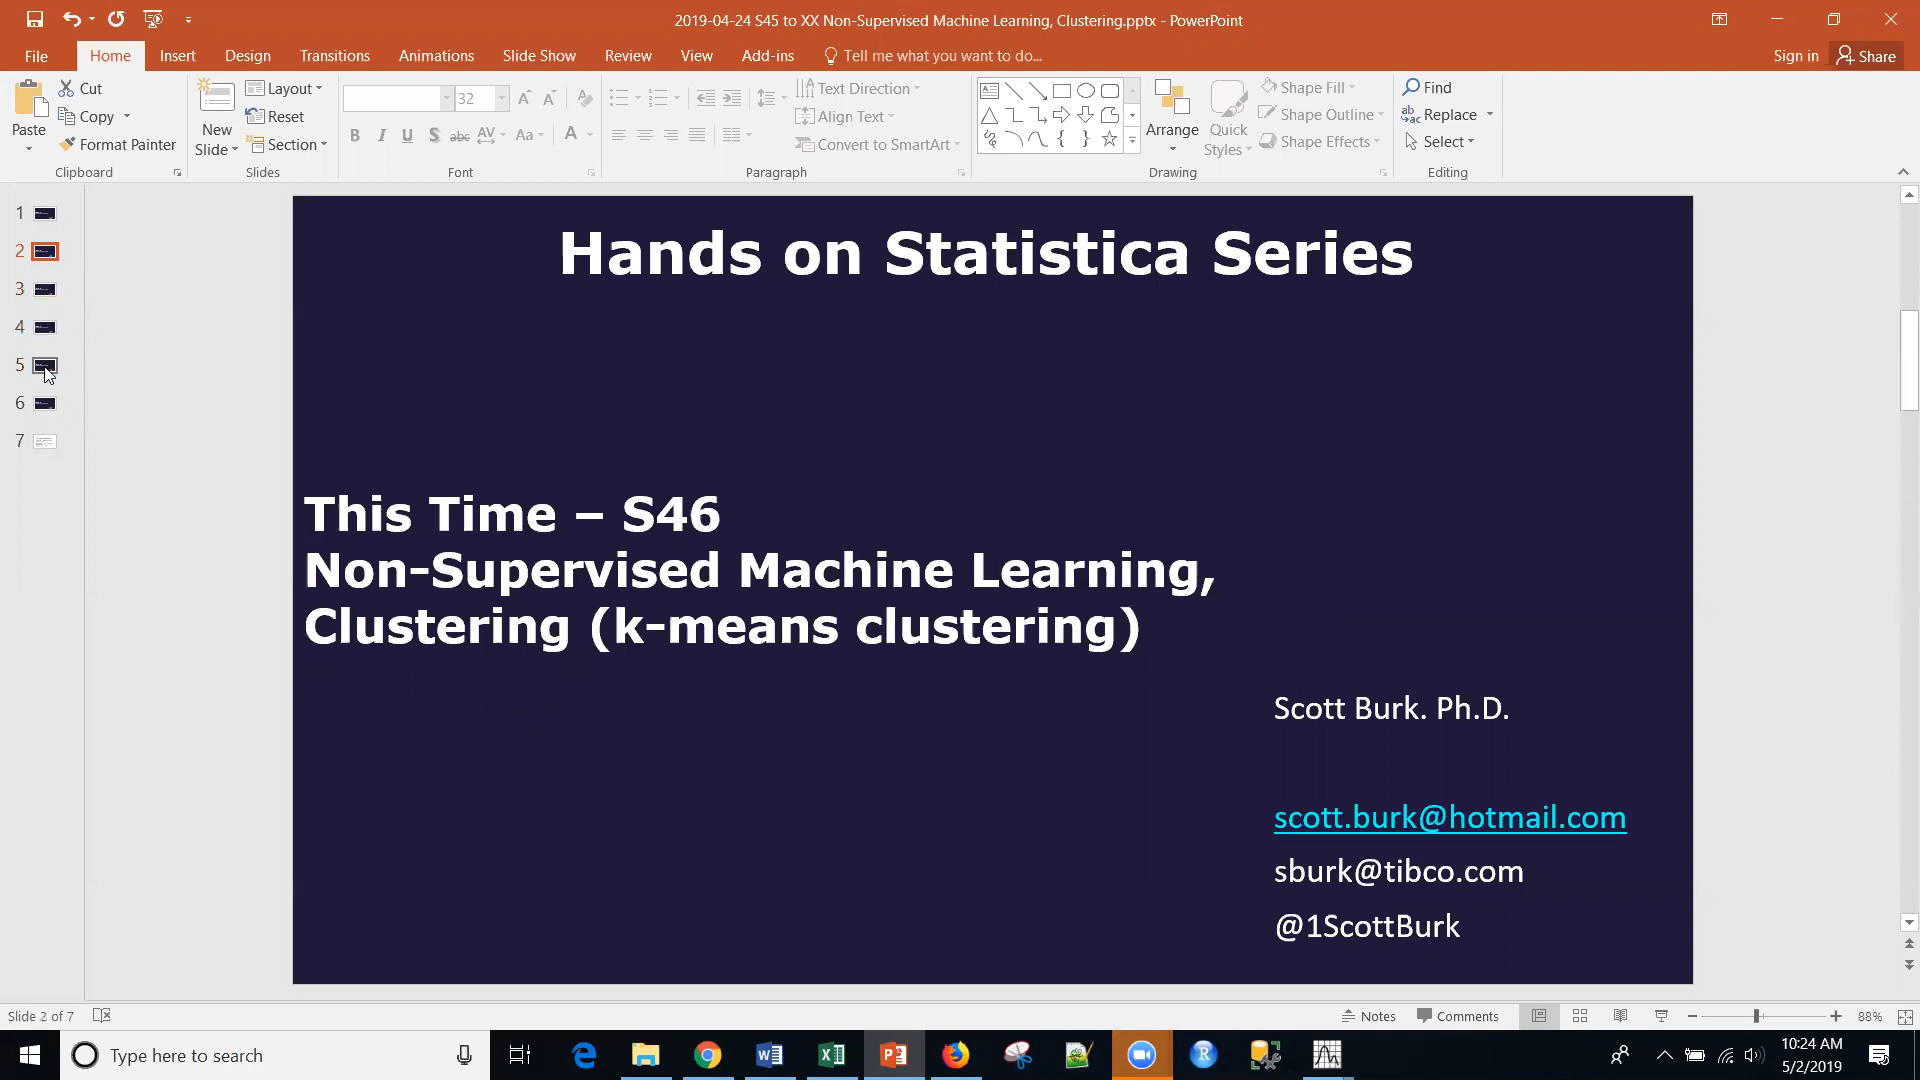 2019-04-24 S45 to XX Non-Supervised Machine Learning, Clustering.pptx - PowerPoint
File Home Insert Design Transitions Animations Slide Show Review View Add-ins Tell me what you want to do... Sign in Share
Paste
Cut
Copy
Format Painter
Clipboard
New Slide
Layout
Reset
Section
Slides
32
B I U S abc AV Aa A
Font
Text Direction
Align Text
Convert to SmartArt
Paragraph
Arrange
Quick Styles
Shape Fill
Shape Outline
Shape Effects
Drawing
Find
Replace
Select
Editing
1
2
3
4
5
6
7
Hands on Statistica Series
This Time – S46
Non-Supervised Machine Learning,
Clustering (k-means clustering)
Scott Burk. Ph.D.
scott.burk@hotmail.com
sburk@tibco.com
@1ScottBurk
Slide 2 of 7 Notes Comments 88%
Type here to search
10:24 AM
5/2/2019